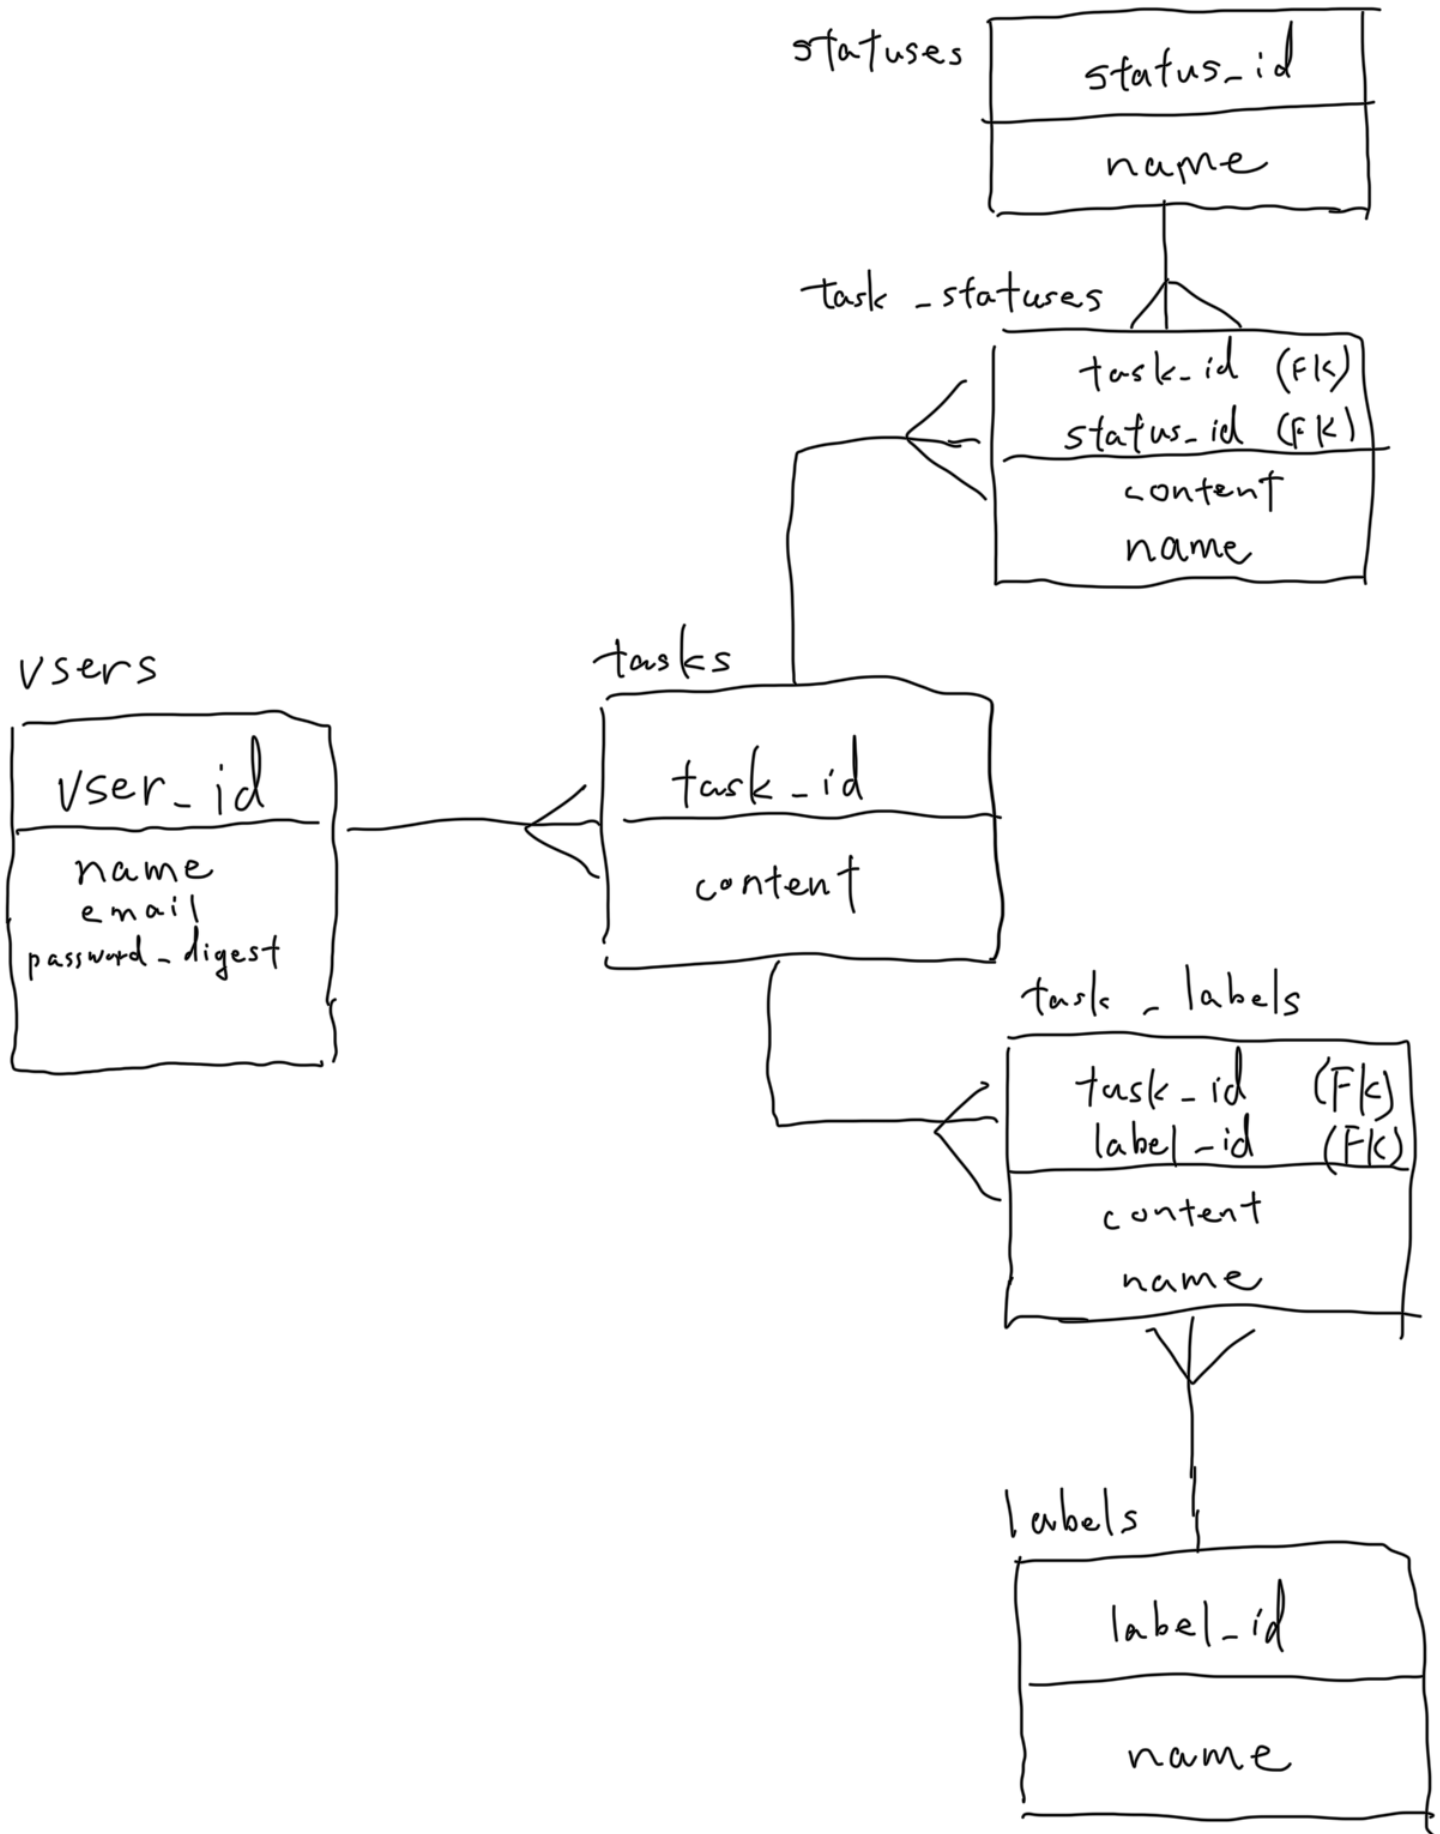 statuses
status_id
name
task_statuses
task_id (FK)
status_id (FK)
content
name
users
user_id
name
email
password_digest
tasks
task_id
content
task_labels
task_id (FK)
label_id (FK)
content
name
labels
label_id
name